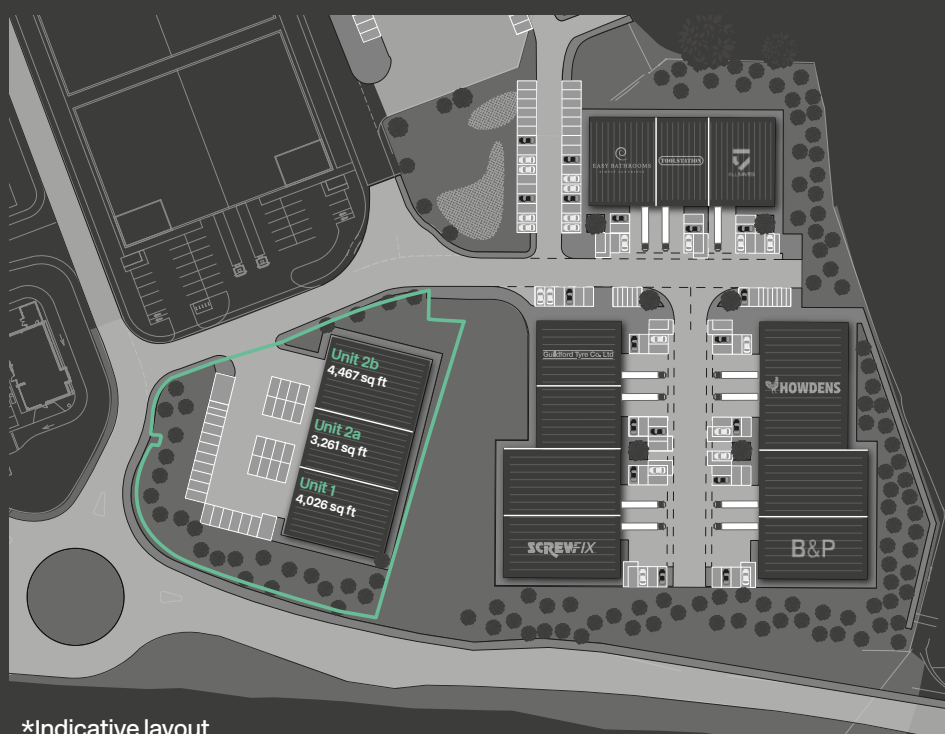 EASY BATHROOMS
TOOLSTATION
Guildford Tyre Co. Ltd
HOWDENS
Unit 2b
4,467 sq ft
Unit 2a
3,261 sq ft
Unit 1
4,026 sq ft
SCREWFIX
B&P
*Indicative layout